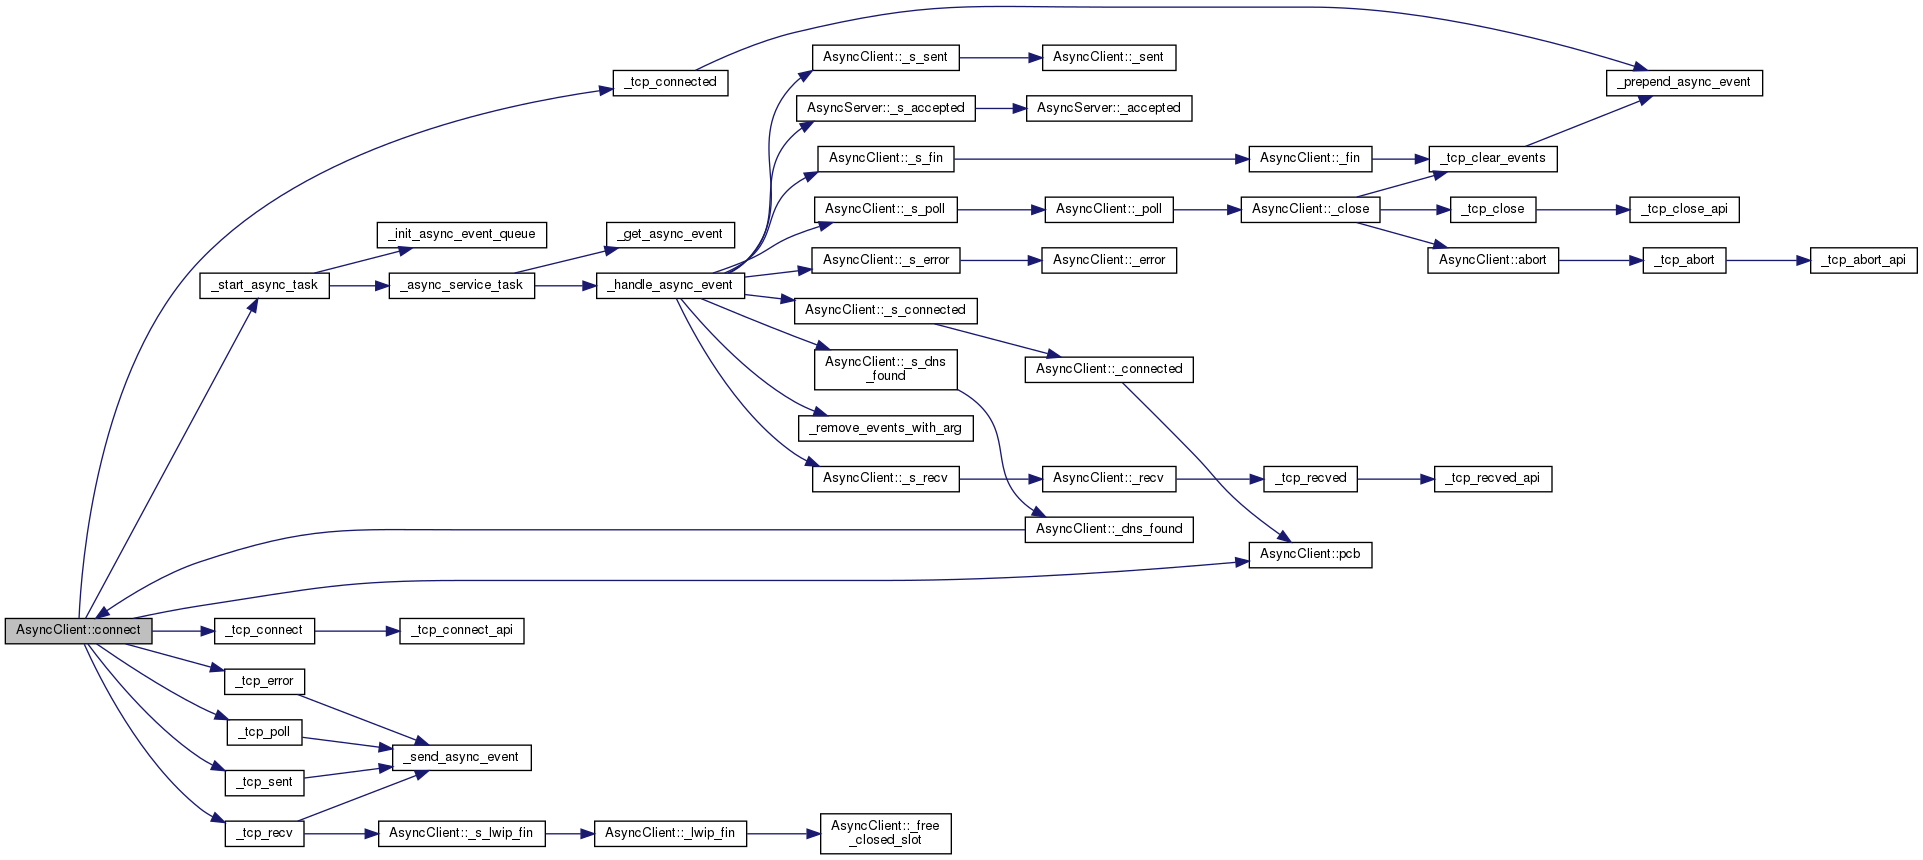 AsyncClient::_s_sent
AsyncClient::_sent
_tcp_connected
_prepend_async_event
AsyncServer::_s_accepted
AsyncServer::_accepted
AsyncClient::_s_fin
AsyncClient::_fin
_tcp_clear_events
AsyncClient::_s_poll
AsyncClient::_poll
AsyncClient::_close
_tcp_close
_tcp_close_api
_init_async_event_queue
_get_async_event
AsyncClient::_s_error
AsyncClient::_error
AsyncClient::abort
_tcp_abort
_tcp_abort_api
_start_async_task
_async_service_task
_handle_async_event
AsyncClient::_s_connected
AsyncClient::_s_dns
_found
AsyncClient::_connected
_remove_events_with_arg
AsyncClient::_s_recv
AsyncClient::_recv
_tcp_recved
_tcp_recved_api
AsyncClient::_dns_found
AsyncClient::pcb
AsyncClient::connect
_tcp_connect
_tcp_connect_api
_tcp_error
_tcp_poll
_send_async_event
_tcp_sent
_tcp_recv
AsyncClient::_s_lwip_fin
AsyncClient::_lwip_fin
AsyncClient::_free
_closed_slot